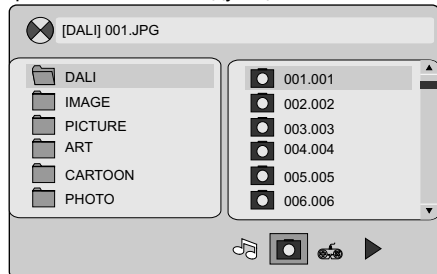 [DALI] 001.JPG
DALI
IMAGE
PICTURE
ART
CARTOON
PHOTO
001.001
002.002
003.003
004.004
005.005
006.006